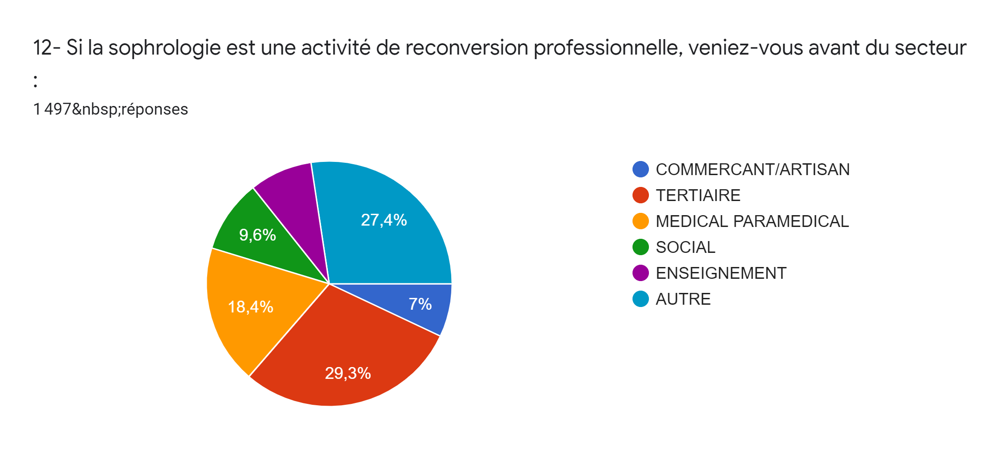 12- Si la sophrologie est une activité de reconversion professionnelle, veniez-vous avant du secteur
:
1 497&nbsp;réponses
COMMERCANT/ARTISAN
TERTIAIRE
MEDICAL PARAMEDICAL
SOCIAL
ENSEIGNEMENT
AUTRE
27,4%
9,6%
7%
18,4%
29,3%